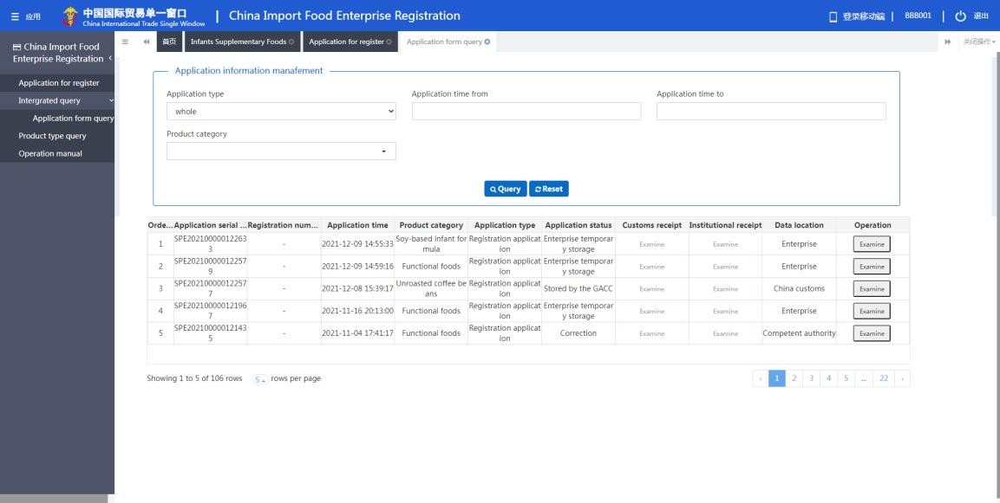 应用
中国国际贸易单一窗口
China International Trade Single Window
China Import Food Enterprise Registration
登录移动端
BBB001
退出
China Import Food
Enterprise Registration
Application for register
Intergrated query
Application form query
Product type query
Operation manual
首页
Infants Supplementary Foods
Application for register
Application form query
关闭操作
Application information manafement
Application type
Application time from
Application time to
whole
Product category
Query
Reset
Orde... Application serial ... Registration num... Application time Product category Application type Application status Customs receipt Institutional receipt Data location Operation
1 SPE20210000012263 - 2021-12-09 14:55:33 Soy-based infant formula Registration application Enterprise temporary storage Examine Examine Enterprise Examine
2 SPE20210000012259 - 2021-12-09 14:59:16 Functional foods Registration application Enterprise temporary storage Examine Examine Enterprise Examine
3 SPE20210000012257 - 2021-12-08 15:39:17 Unroasted coffee beans Registration application Stored by the GACC Examine Examine China customs Examine
4 SPE20210000012196 - 2021-11-16 20:13:00 Functional foods Registration application Enterprise temporary storage Examine Examine Enterprise Examine
5 SPE20210000012143 - 2021-11-04 17:41:17 Functional foods Registration application Correction Examine Examine Competent authority Examine
Showing 1 to 5 of 106 rows 5 rows per page
‹ 1 2 3 4 5 ... 22 ›